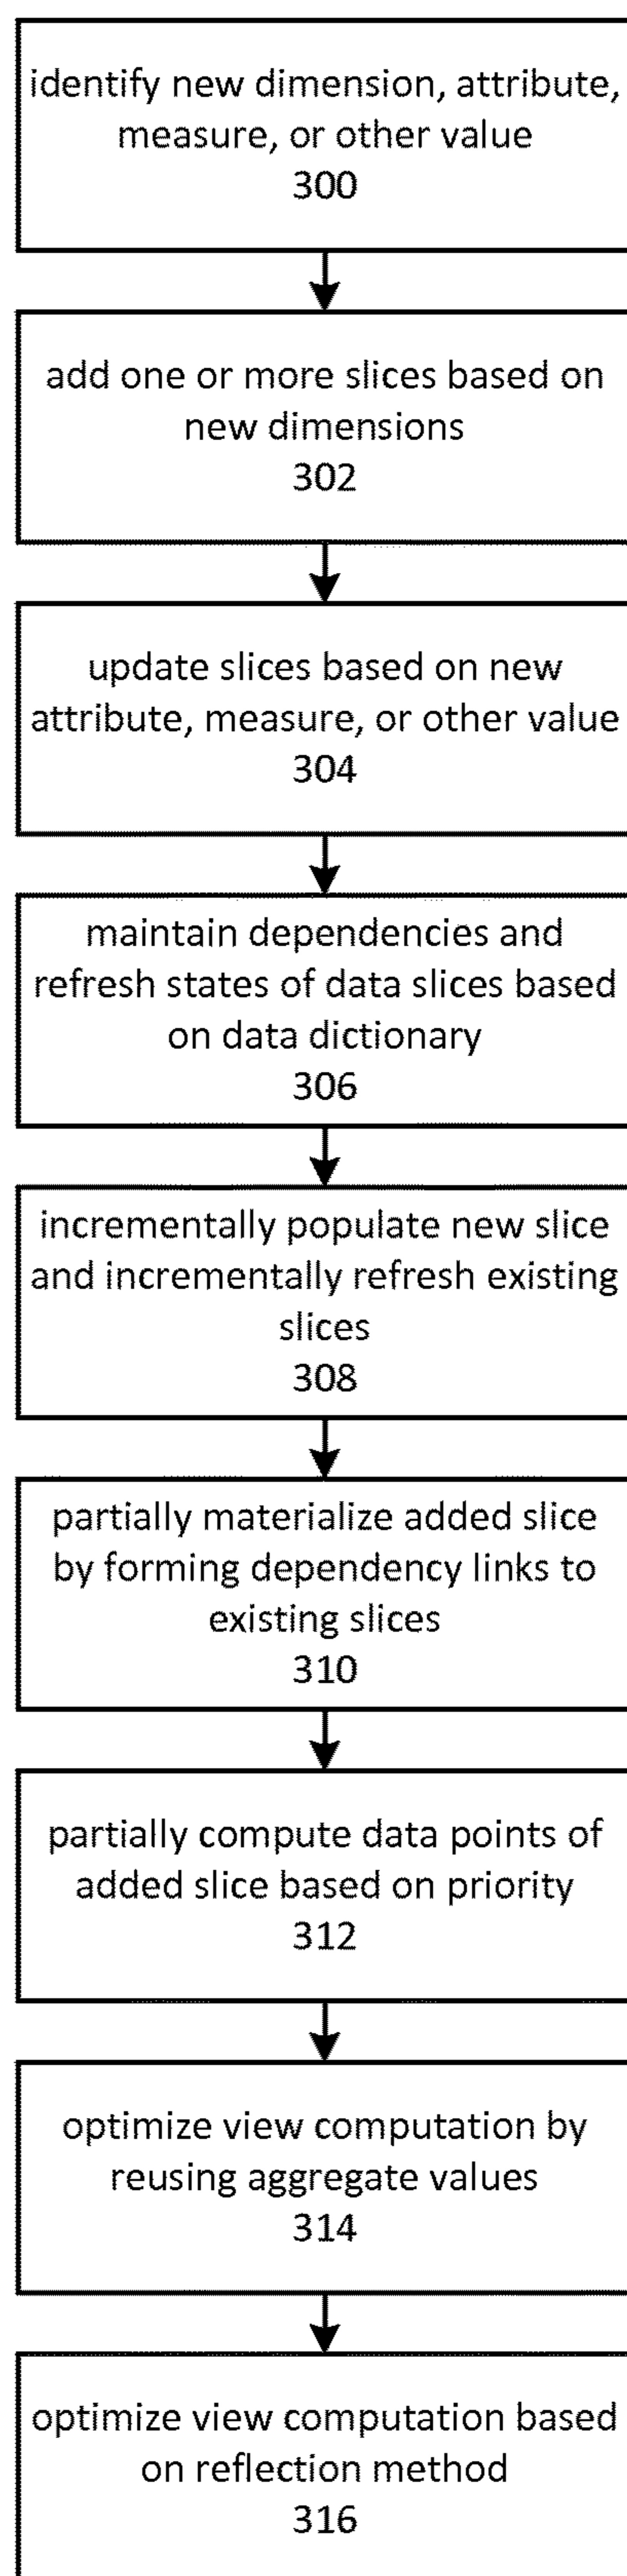 identify new dimension, attribute,
measure, or other value
300
add one or more slices based on
new dimensions
302
update slices based on new
attribute, measure, or other value
304
maintain dependencies and
refresh states of data slices based
on data dictionary
306
incrementally populate new slice
and incrementally refresh existing
slices
308
partially materialize added slice
by forming dependency links to
existing slices
310
partially compute data points of
added slice based on priority
312
optimize view computation by
reusing aggregate values
314
optimize view computation based
on reflection method
316